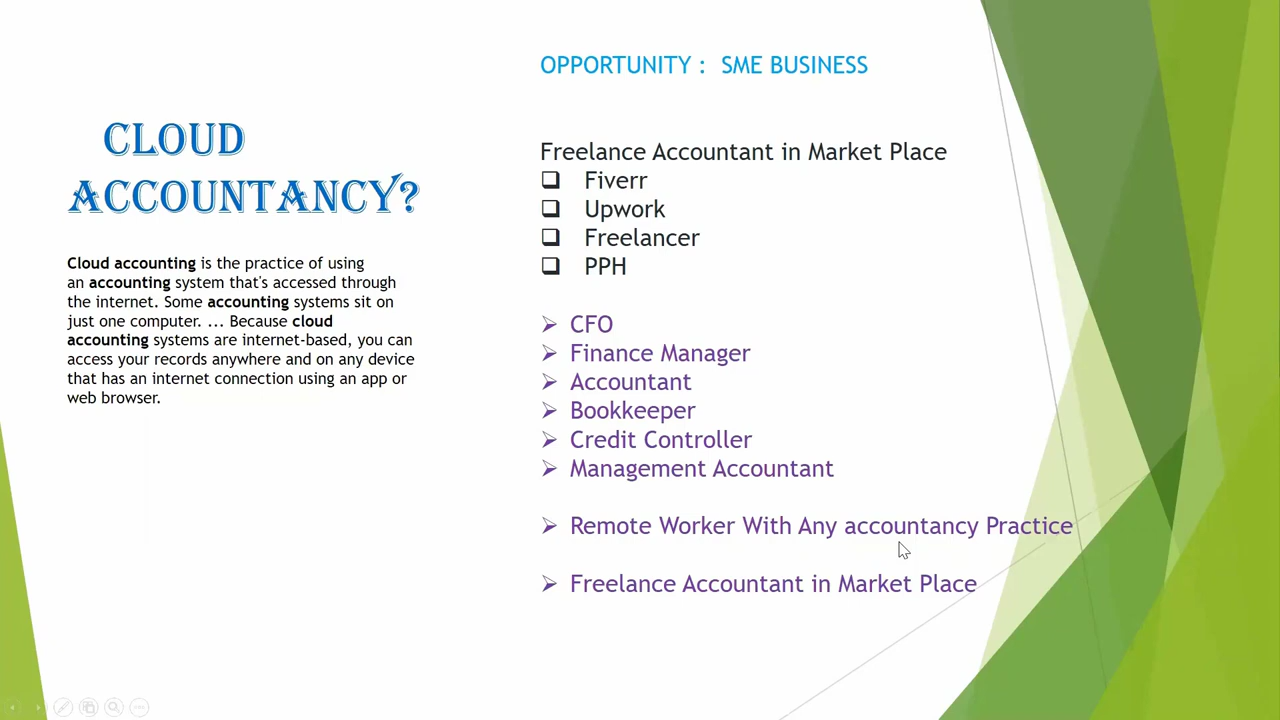 CLOUD
ACCOUNTANCY?
Cloud accounting is the practice of using
an accounting system that's accessed through
the internet. Some accounting systems sit on
just one computer. ... Because cloud
accounting systems are internet-based, you can
access your records anywhere and on any device
that has an internet connection using an app or
web browser.
OPPORTUNITY : SME BUSINESS
Freelance Accountant in Market Place
❑ Fiverr
❑ Upwork
❑ Freelancer
❑ PPH
➢ CFO
➢ Finance Manager
➢ Accountant
➢ Bookkeeper
➢ Credit Controller
➢ Management Accountant
➢ Remote Worker With Any accountancy Practice
➢ Freelance Accountant in Market Place